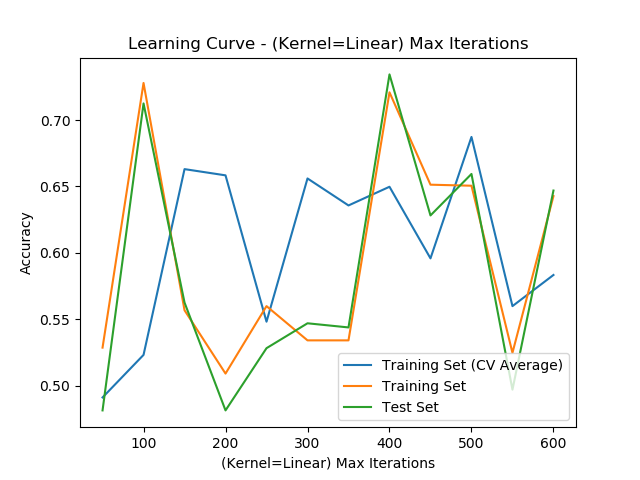 Learning Curve - (Kernel=Linear) Max Iterations
Accuracy
0.70
0.65
0.60
0.55
0.50
Training Set (CV Average)
Training Set
Test Set
100 200 300 400 500 600
(Kernel=Linear) Max Iterations